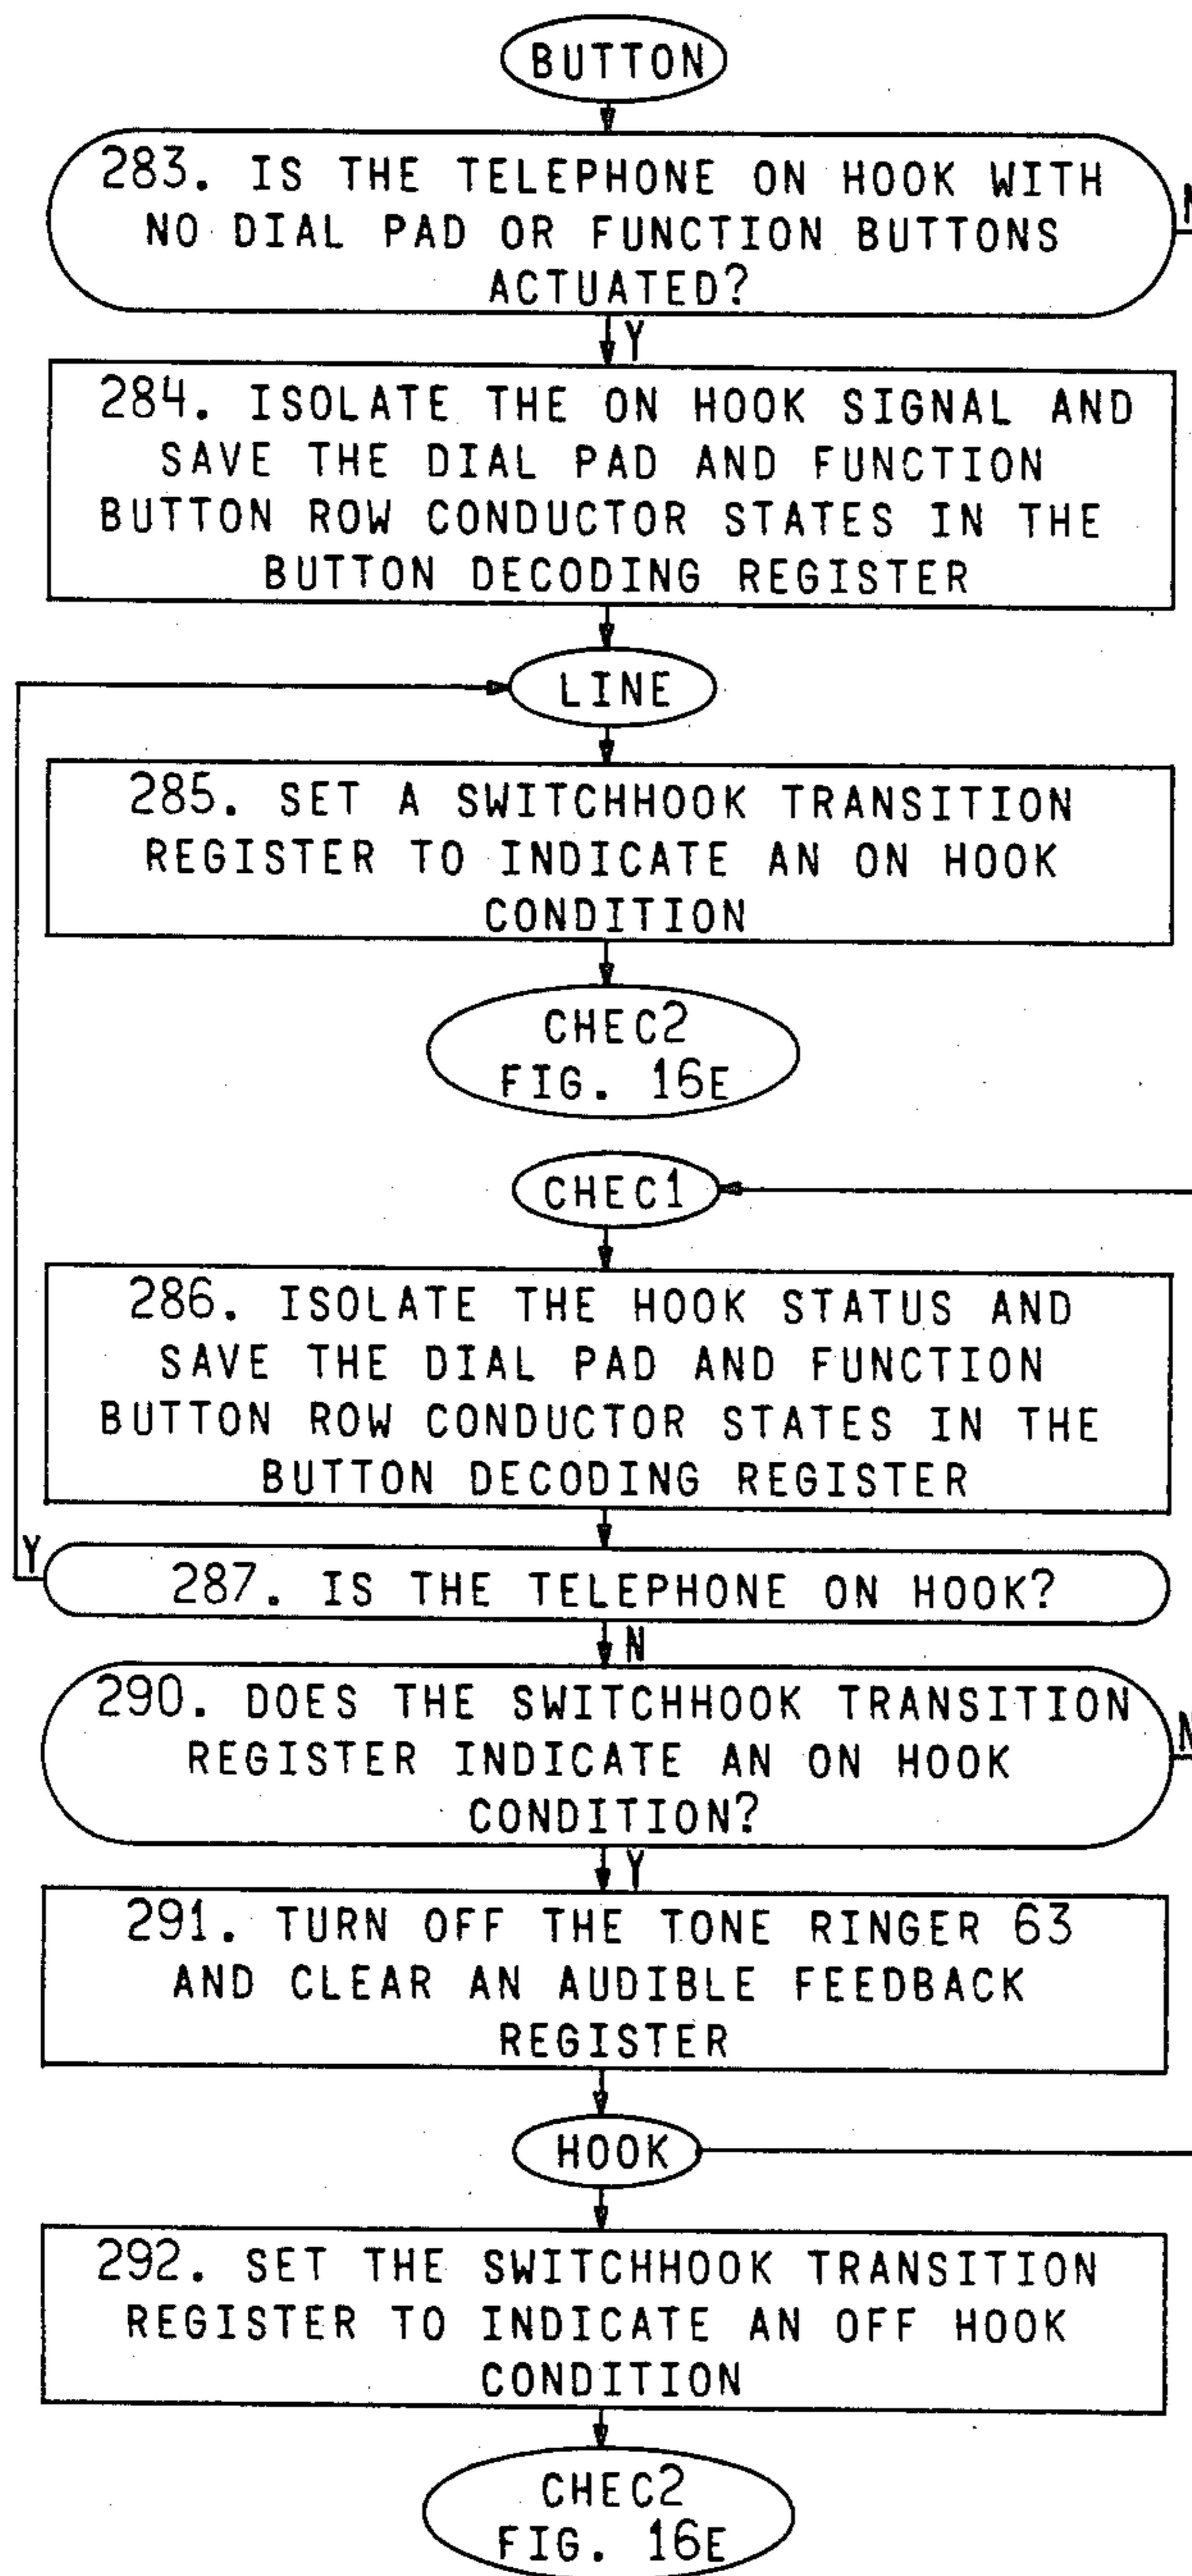 BUTTON
283. IS THE TELEPHONE ON HOOK WITH
NO DIAL PAD OR FUNCTION BUTTONS
ACTUATED?
N
Y
284. ISOLATE THE ON HOOK SIGNAL AND
SAVE THE DIAL PAD AND FUNCTION
BUTTON ROW CONDUCTOR STATES IN THE
BUTTON DECODING REGISTER
LINE
285. SET A SWITCHHOOK TRANSITION
REGISTER TO INDICATE AN ON HOOK
CONDITION
CHEC2
FIG. 16E
CHEC1
286. ISOLATE THE HOOK STATUS AND
SAVE THE DIAL PAD AND FUNCTION
BUTTON ROW CONDUCTOR STATES IN THE
BUTTON DECODING REGISTER
Y
287. IS THE TELEPHONE ON HOOK?
N
290. DOES THE SWITCHHOOK TRANSITION
REGISTER INDICATE AN ON HOOK
CONDITION?
N
Y
291. TURN OFF THE TONE RINGER 63
AND CLEAR AN AUDIBLE FEEDBACK
REGISTER
HOOK
292. SET THE SWITCHHOOK TRANSITION
REGISTER TO INDICATE AN OFF HOOK
CONDITION
CHEC2
FIG. 16E